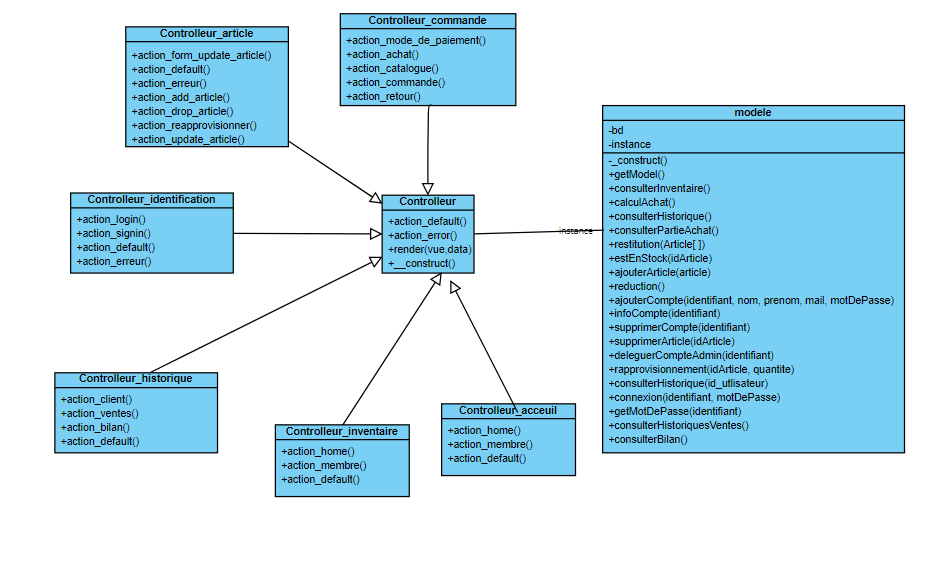 Controlleur_article
+action_form_update_article()
+action_default()
+action_erreur()
+action_add_article()
+action_drop_article()
+action_reapprovisionner()
+action_update_article()
Controlleur_commande
+action_mode_de_paiement()
+action_achat()
+action_catalogue()
+action_commande()
+action_retour()
Controlleur_identification
+action_login()
+action_signin()
+action_default()
+action_erreur()
Controlleur
+action_default()
+action_error()
+render(vue,data)
+__construct()
instance
modele
-bd
-instance
-_construct()
+getModel()
+consulterInventaire()
+calculAchat()
+consulterHistorique()
+consulterPartieAchat()
+restitution(Article[ ])
+estEnStock(idArticle)
+ajouterArticle(article)
+reduction()
+ajouterCompte(identifiant, nom, prenom, mail, motDePasse)
+infoCompte(identifiant)
+supprimerCompte(identifiant)
+supprimerArticle(idArticle)
+deleguerCompteAdmin(identifiant)
+rapprovisionnement(idArticle, quantite)
+consulterHistorique(id_utlisateur)
+connexion(identifiant, motDePasse)
+getMotDePasse(identifiant)
+consulterHistoriquesVentes()
+consulterBilan()
Controlleur_historique
+action_client()
+action_ventes()
+action_bilan()
+action_default()
Controlleur_inventaire
+action_home()
+action_membre()
+action_default()
Controlleur_acceuil
+action_home()
+action_membre()
+action_default()